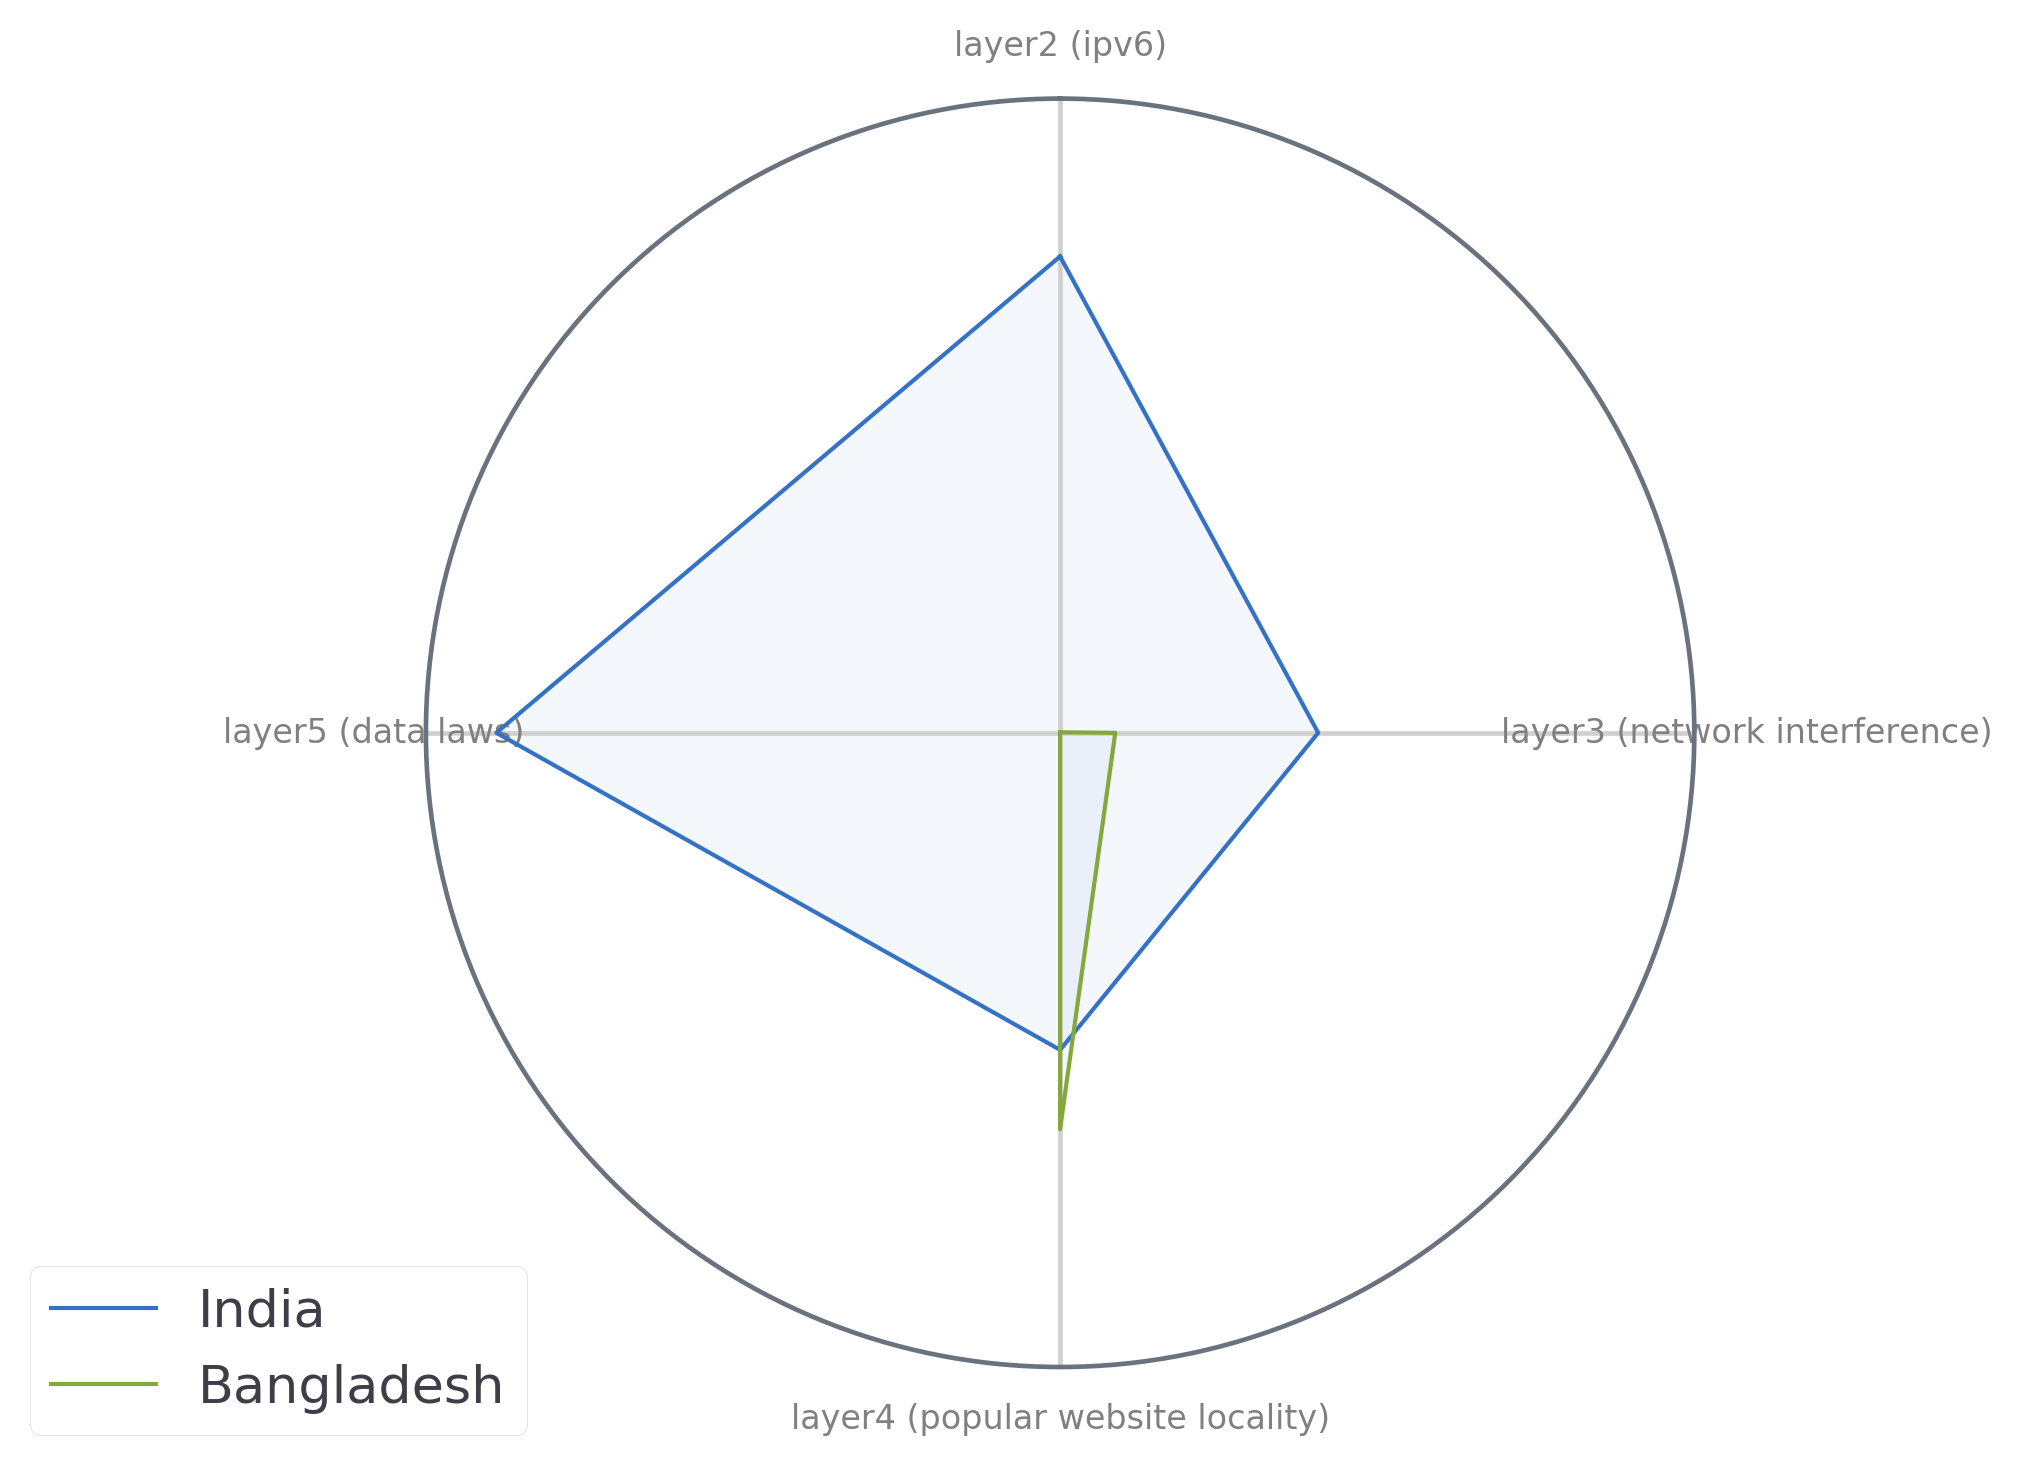 layer2 (ipv6)
layer5 (data laws)
layer3 (network interference)
layer4 (popular website locality)
India
Bangladesh